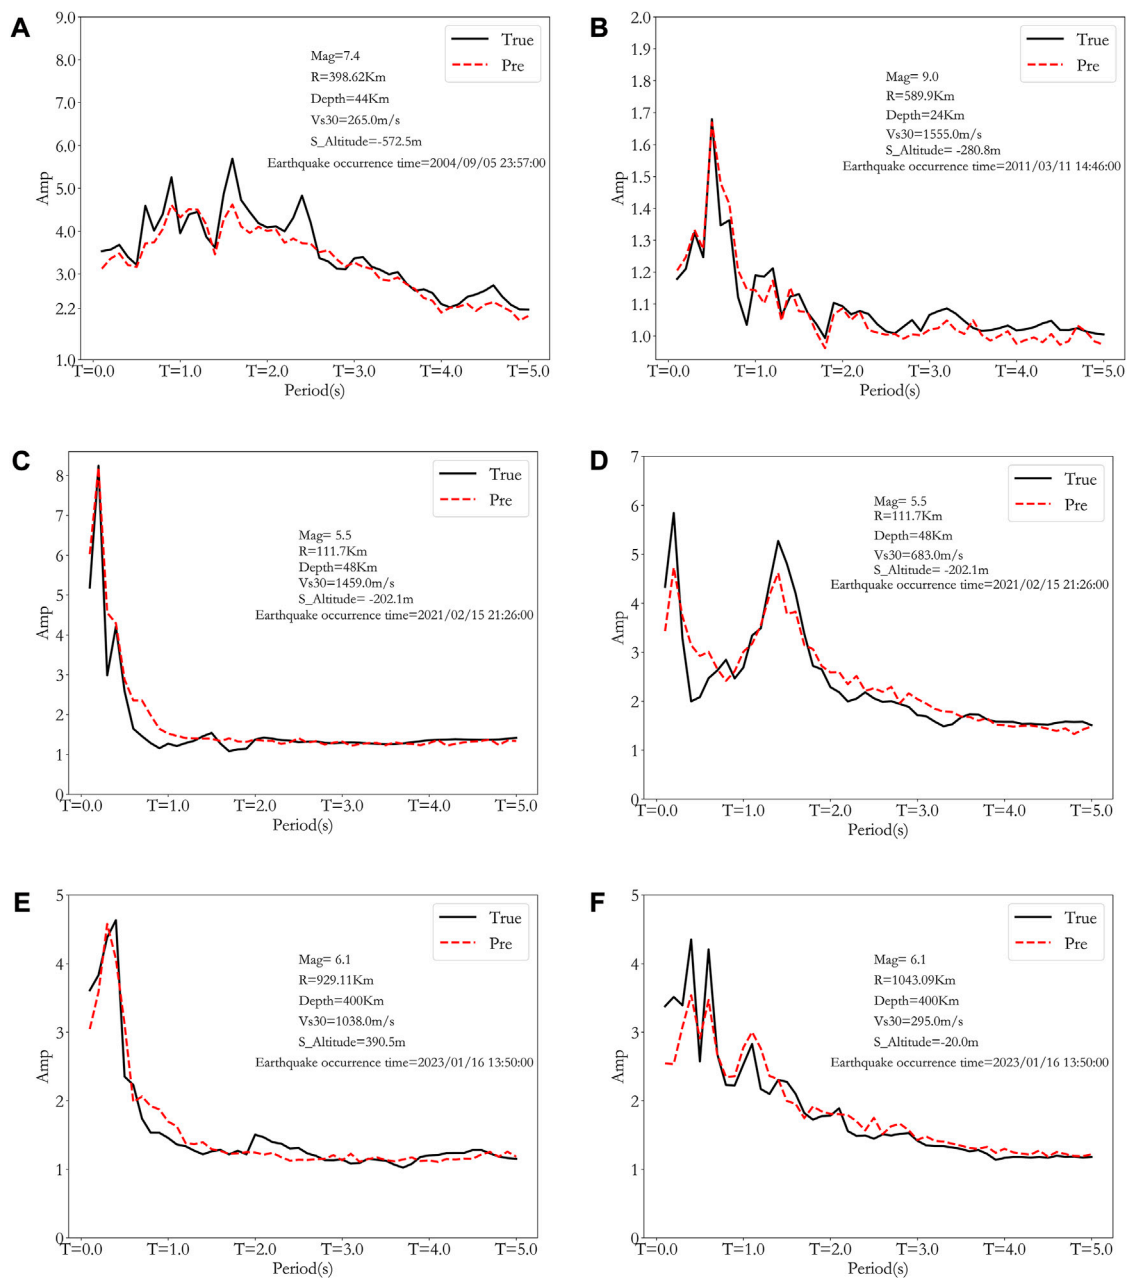 A
9.0
8.0
7.0
6.0
5.0
4.0
3.0
2.2
1.0
Amp
True
Pre
Mag=7.4
R=398.62Km
Depth=44Km
Vs30=265.0m/s
S_Altitude=-572.5m
Earthquake occurrence time=2004/09/05 23:57:00
T=0.0 T=1.0 T=2.0 T=3.0 T=4.0 T=5.0
Period(s)
B
2.0
1.9
1.8
1.7
1.6
1.5
1.4
1.3
1.2
1.1
1.0
Amp
True
Pre
Mag= 9.0
R=589.9Km
Depth=24Km
Vs30=1555.0m/s
S_Altitude= -280.8m
Earthquake occurrence time=2011/03/11 14:46:00
T=0.0 T=1.0 T=2.0 T=3.0 T=4.0 T=5.0
Period(s)
C
8
7
6
5
4
3
2
1
0
Amp
True
Pre
Mag= 5.5
R=111.7Km
Depth=48Km
Vs30=1459.0m/s
S_Altitude= -202.1m
Earthquake occurrence time=2021/02/15 21:26:00
T=0.0 T=1.0 T=2.0 T=3.0 T=4.0 T=5.0
Period(s)
D
7
6
5
4
3
2
1
0
Amp
True
Pre
Mag= 5.5
R=111.7Km
Depth=48Km
Vs30=683.0m/s
S_Altitude= -202.1m
Earthquake occurrence time=2021/02/15 21:26:00
T=0.0 T=1.0 T=2.0 T=3.0 T=4.0 T=5.0
Period(s)
E
5
4
3
2
1
0
Amp
True
Pre
Mag= 6.1
R=929.11Km
Depth=400Km
Vs30=1038.0m/s
S_Altitude=390.5m
Earthquake occurrence time=2023/01/16 13:50:00
T=0.0 T=1.0 T=2.0 T=3.0 T=4.0 T=5.0
Period(s)
F
5
4
3
2
1
0
Amp
True
Pre
Mag= 6.1
R=1043.09Km
Depth=400Km
Vs30=295.0m/s
S_Altitude=-20.0m
Earthquake occurrence time=2023/01/16 13:50:00
T=0.0 T=1.0 T=2.0 T=3.0 T=4.0 T=5.0
Period(s)